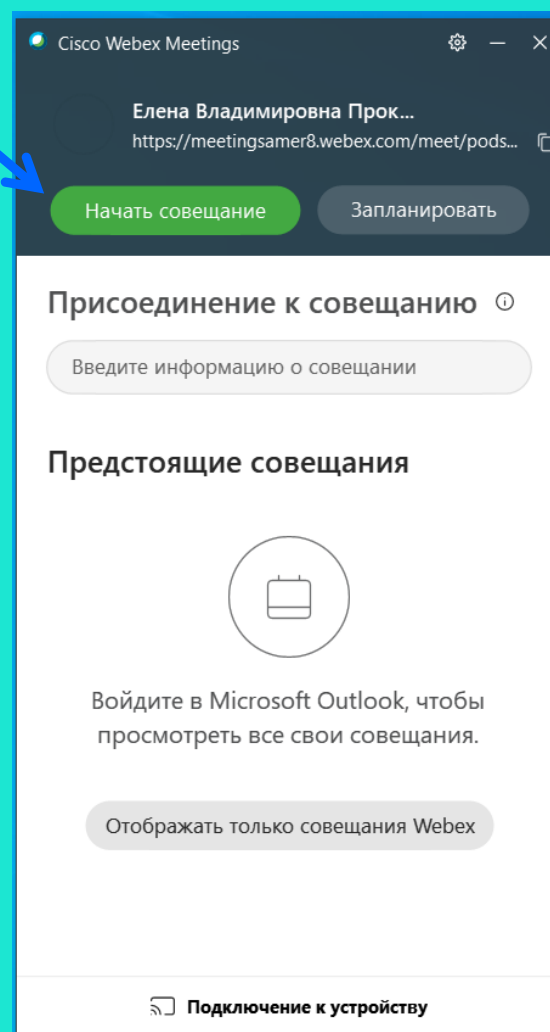 Cisco Webex Meetings
Елена Владимировна Прок...
https://meetingsamer8.webex.com/meet/pods...
Начать совещание
Запланировать
Присоединение к совещанию
Введите информацию о совещании
Предстоящие совещания
Войдите в Microsoft Outlook, чтобы
просмотреть все свои совещания.
Отображать только совещания Webex
Подключение к устройству